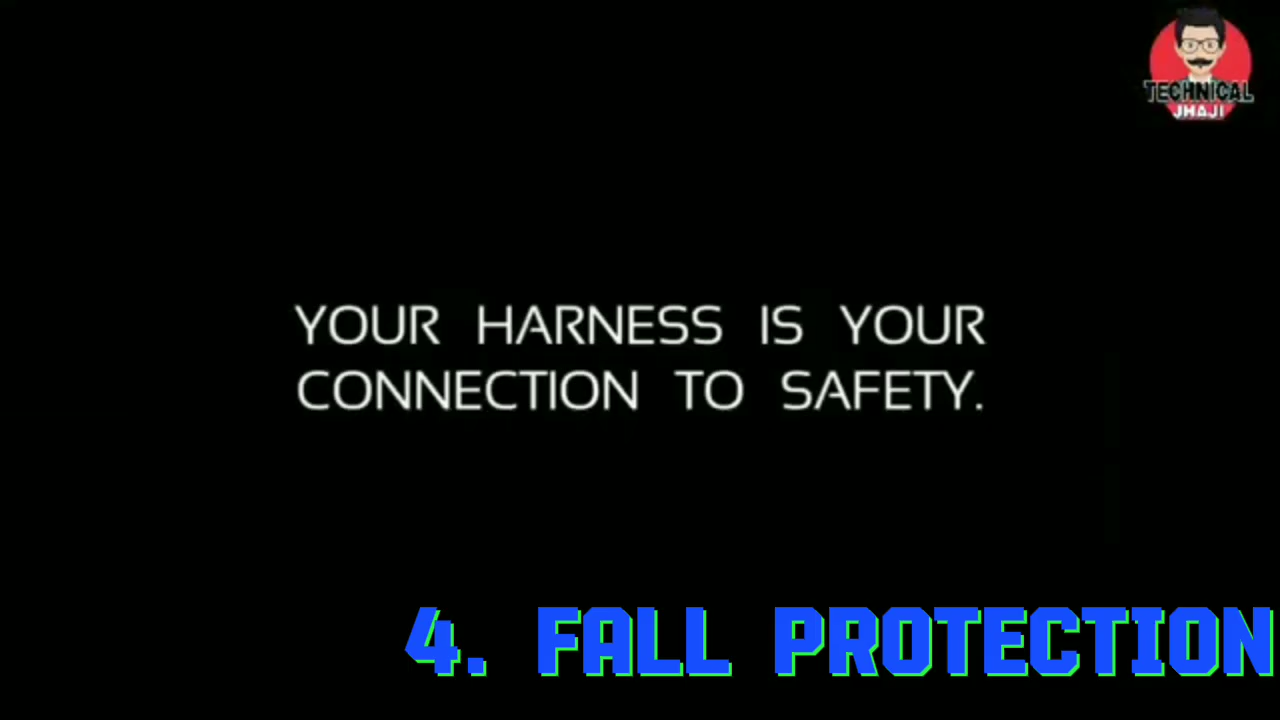 TECHNICAL
JHAJI
YOUR HARNESS IS YOUR
CONNECTION TO SAFETY.
4. FALL PROTECTION